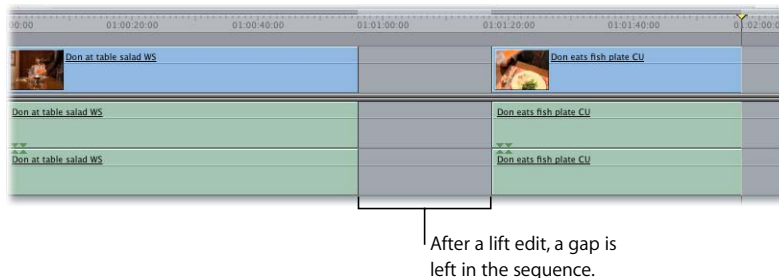 00:00 01:00:20:00 01:00:40:00 01:01:00:00 01:01:20:00 01:01:40:00 01:02:00:0
Don at table salad WS Don eats fish plate CU
Don at table salad WS Don eats fish plate CU
Don at table salad WS Don eats fish plate CU
After a lift edit, a gap is
left in the sequence.